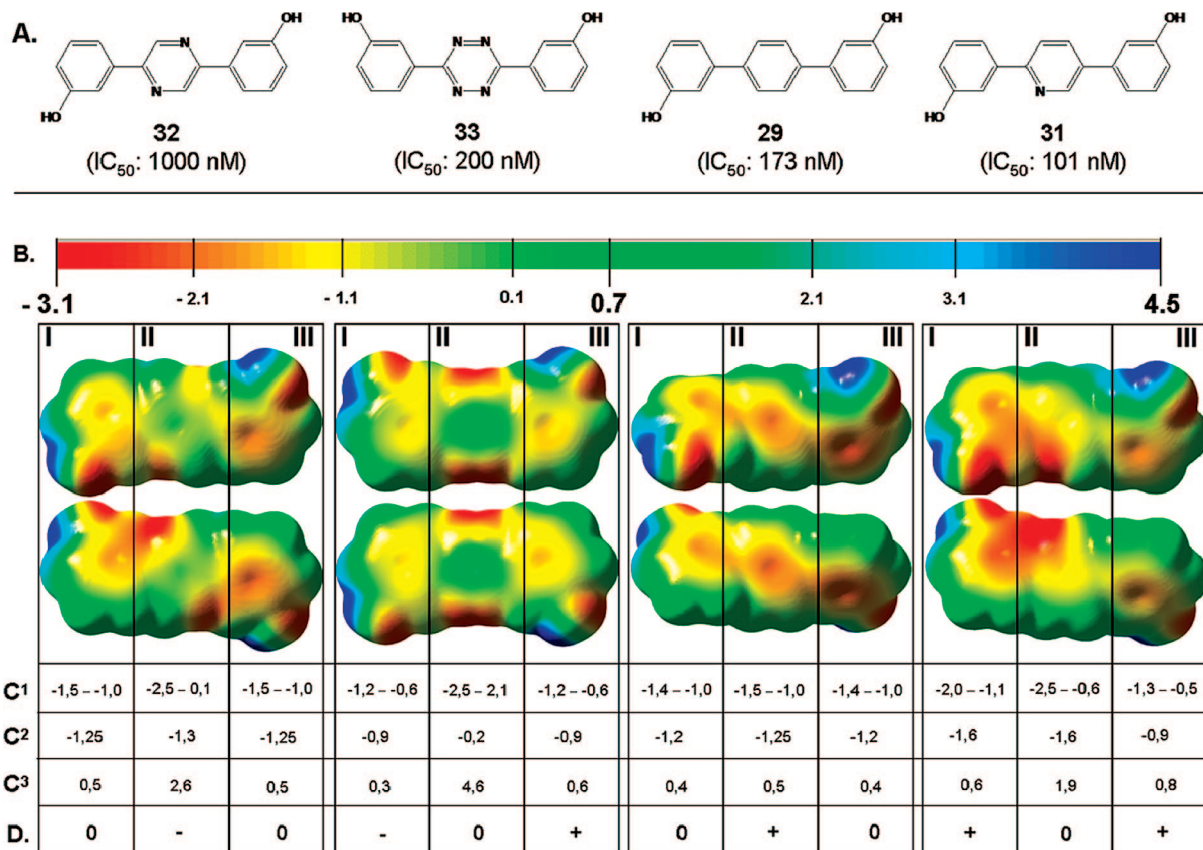 A.
OH HO OH OH OH
N N N N
N N N N
HO HO HO
32 33 29 31
(IC50: 1000 nM) (IC50: 200 nM) (IC50: 173 nM) (IC50: 101 nM)
B.
- 3.1 - 2.1 - 1.1 0.1 0.7 2.1 3.1 4.5
I II III I II III I II III I II III
C1 -1,5 – -1,0 -2,5 – 0,1 -1,5 – -1,0 -1,2 – -0,6 -2,5 – 2,1 -1,2 – -0,6 -1,4 – -1,0 -1,5 – -1,0 -1,4 – -1,0 -2,0 – -1,1 -2,5 – -0,6 -1,3 – -0,5
C2 -1,25 -1,3 -1,25 -0,9 -0,2 -0,9 -1,2 -1,25 -1,2 -1,6 -1,6 -0,9
C3 0,5 2,6 0,5 0,3 4,6 0,6 0,4 0,5 0,4 0,6 1,9 0,8
D. 0 - 0 - 0 + 0 + 0 + 0 +